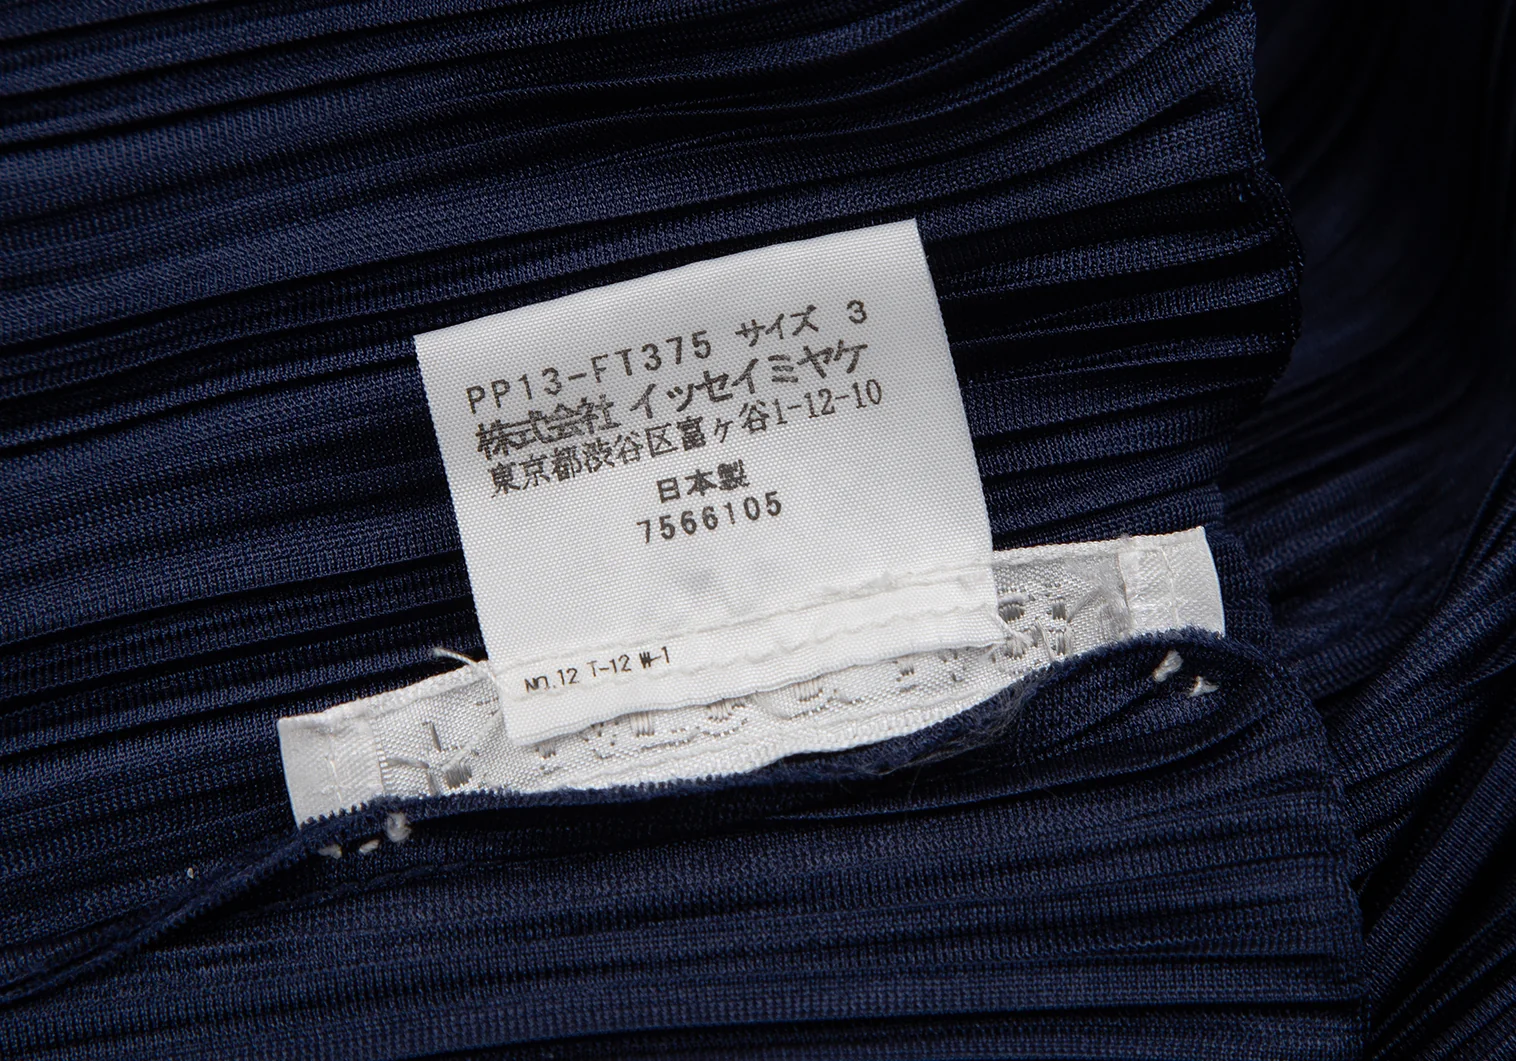 PP13-FT375 サイズ 3
株式会社 イッセイミヤケ
東京都渋谷区富ヶ谷1-12-10
日本製
7566105
NO.12 T-12 W-1